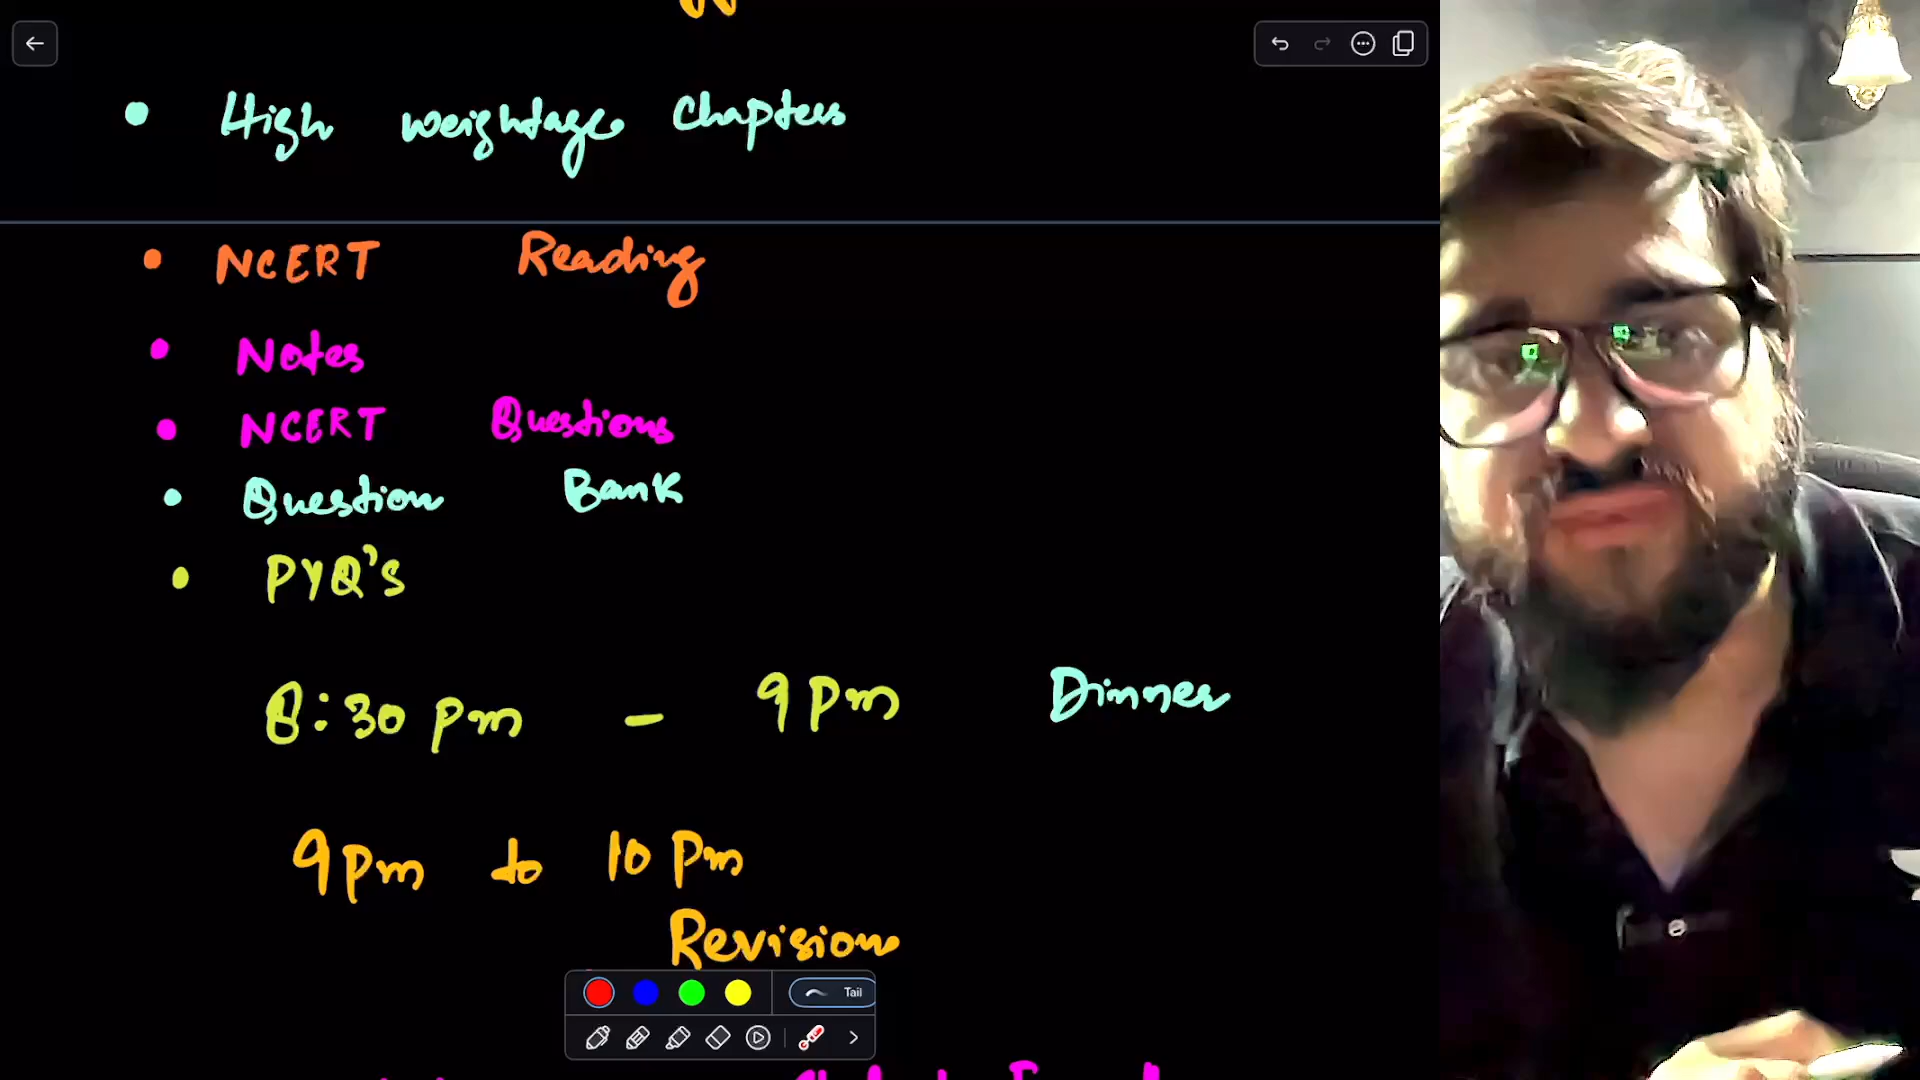 High weightage Chapters
NCERT Reading
Notes
NCERT Questions
Question Bank
PYQ's
8:30 pm - 9 pm Dinner
9 pm to 10 pm
Revision
Tail